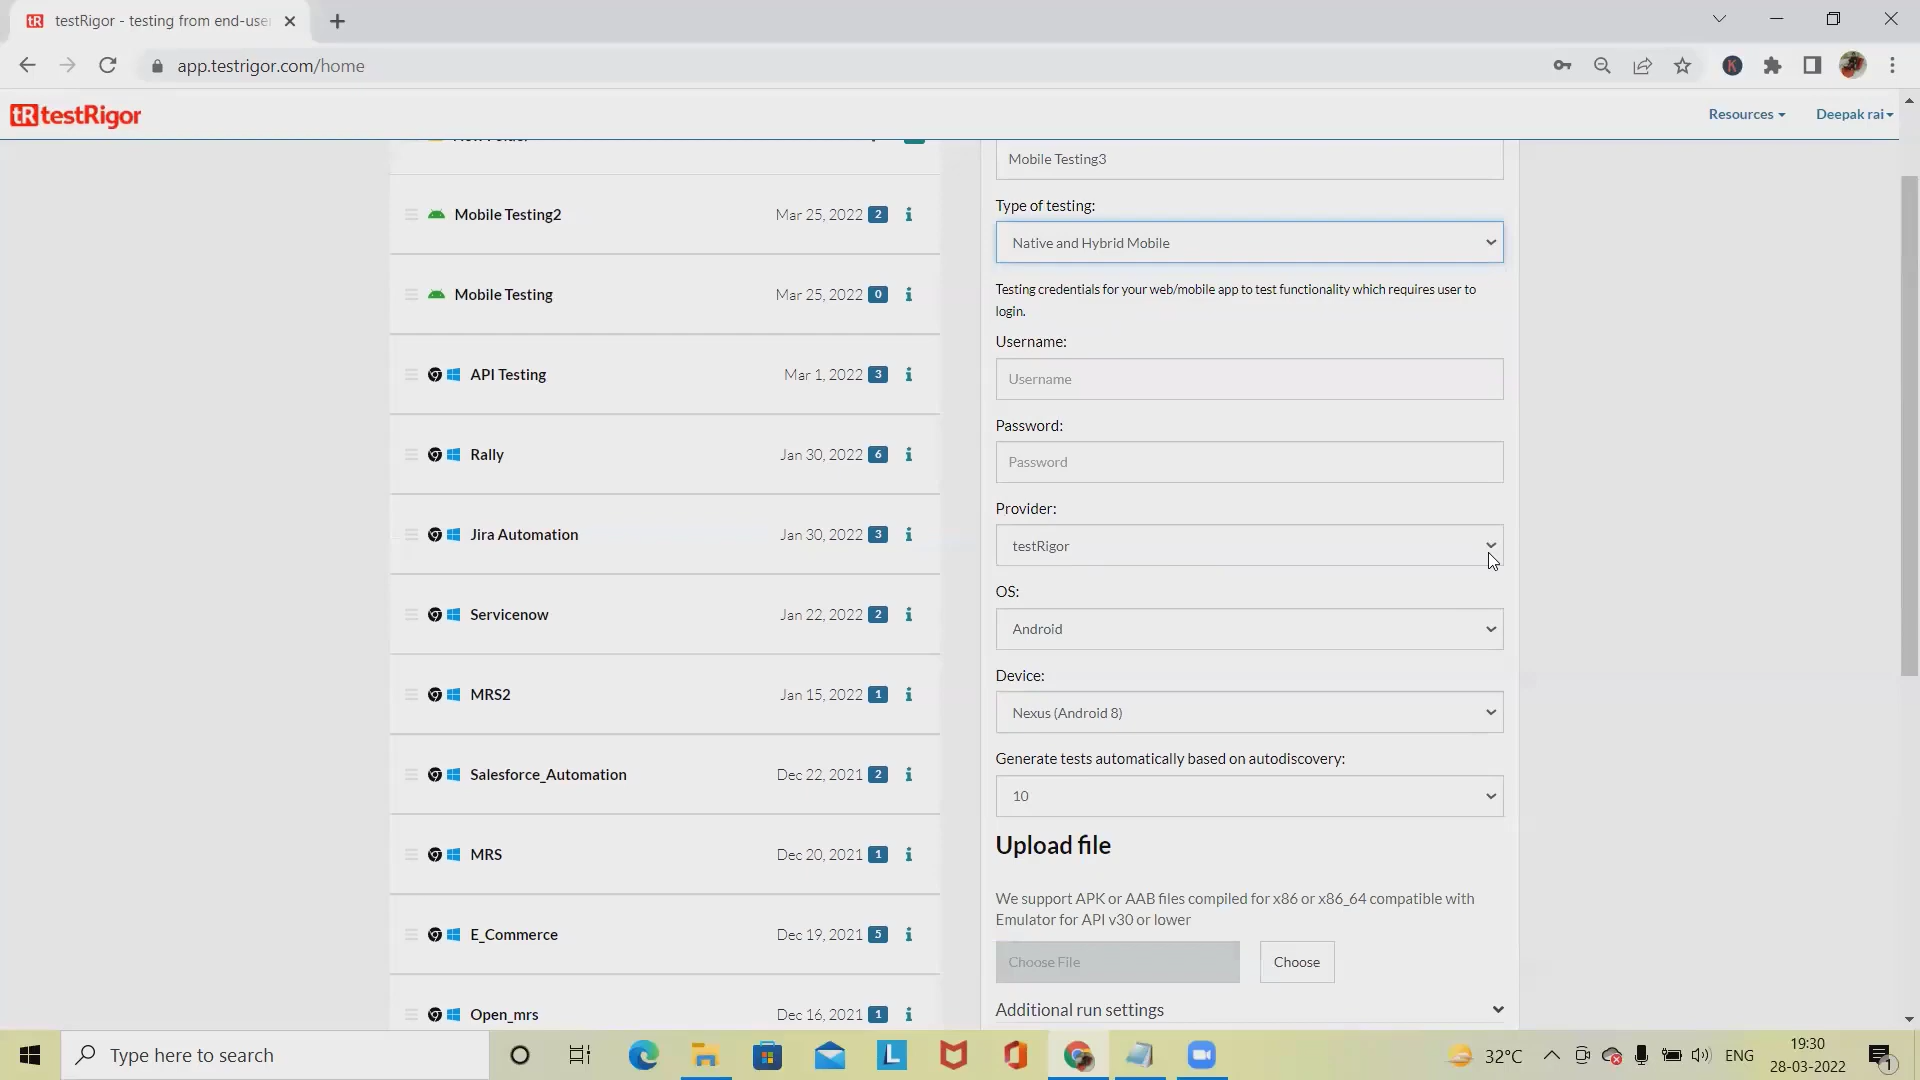 tR testRigor - testing from end-use
app.testrigor.com/home
tR testRigor
Resources
Deepak rai
Mobile Testing2 Mar 25, 2022 2
Mobile Testing Mar 25, 2022 0
API Testing Mar 1, 2022 3
Rally Jan 30, 2022 6
Jira Automation Jan 30, 2022 3
Servicenow Jan 22, 2022 2
MRS2 Jan 15, 2022 1
Salesforce_Automation Dec 22, 2021 2
MRS Dec 20, 2021 1
E_Commerce Dec 19, 2021 5
Open_mrs Dec 16, 2021 1
Mobile Testing3
Type of testing:
Native and Hybrid Mobile
Testing credentials for your web/mobile app to test functionality which requires user to
login.
Username:
Username
Password:
Password
Provider:
testRigor
OS:
Android
Device:
Nexus (Android 8)
Generate tests automatically based on autodiscovery:
10
Upload file
We support APK or AAB files compiled for x86 or x86_64 compatible with
Emulator for API v30 or lower
Choose File
Choose
Additional run settings
Type here to search
32°C
ENG
19:30
28-03-2022
1